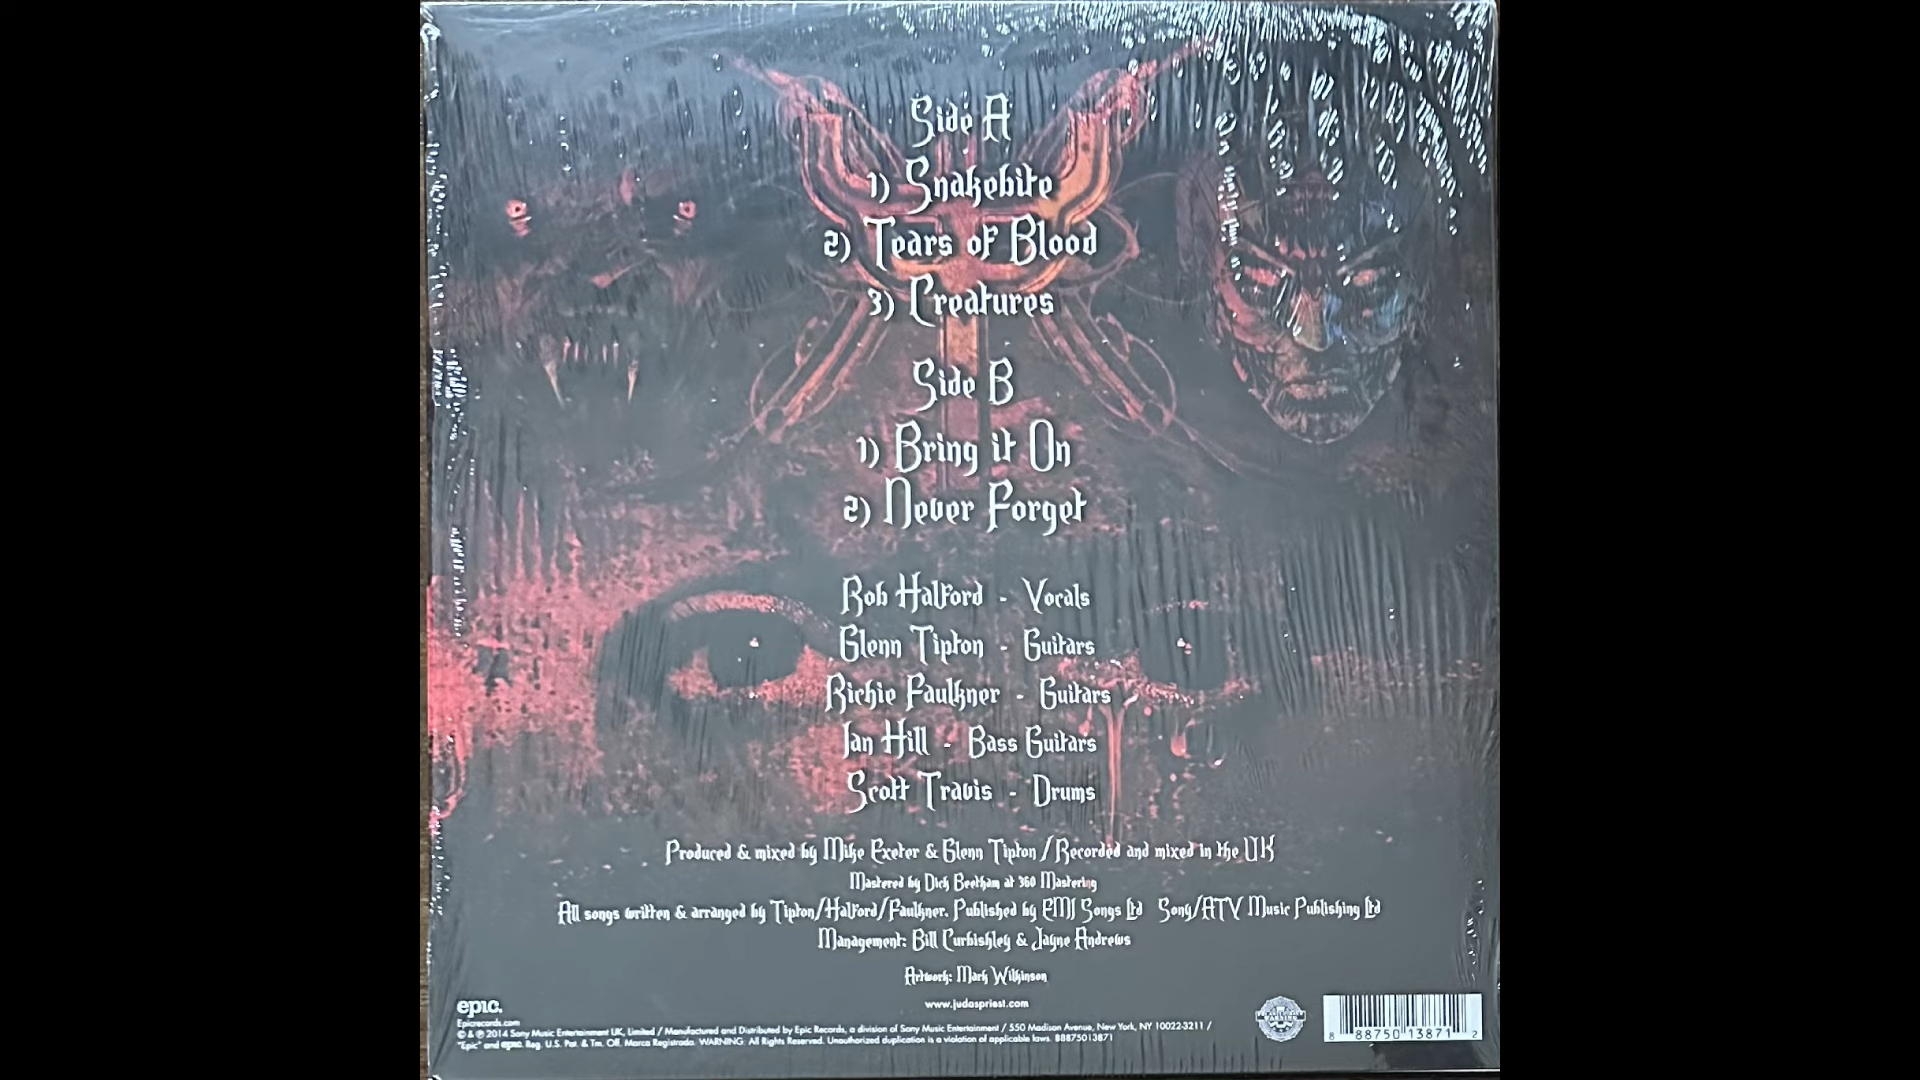 Side A
1) Snakebite
2) Tears of Blood
3) Creatures
Side B
1) Bring it On
2) Never Forget
Rob Halford - Vocals
Glenn Tipton - Guitars
Richie Faulkner - Guitars
Ian Hill - Bass Guitars
Scott Travis - Drums
Produced & mixed by Mike Exeter & Glenn Tipton / Recorded and mixed in the UK
Mastered by Dick Beetham at 360 Mastering
All songs written & arranged by Tipton/Halford/Faulkner. Published by EMI Songs Ltd Sony/ATV Music Publishing Ltd
Management: Bill Curbishley & Jayne Andrews
Artwork: Mark Wilkinson
www.judaspriest.com
epic.
Epicrecords.com
© & ℗ 2014 Sony Music Entertainment UK, Limited / Manufactured and Distributed by Epic Records, a division of Sony Music Entertainment / 550 Madison Avenue, New York, NY 10022-3211 /
"Epic" and epic. Reg. U.S. Pat. & Tm. Off. Marca Registrada. WARNING: All Rights Reserved. Unauthorized duplication is a violation of applicable laws. 88875013871
8 88750 13871 2